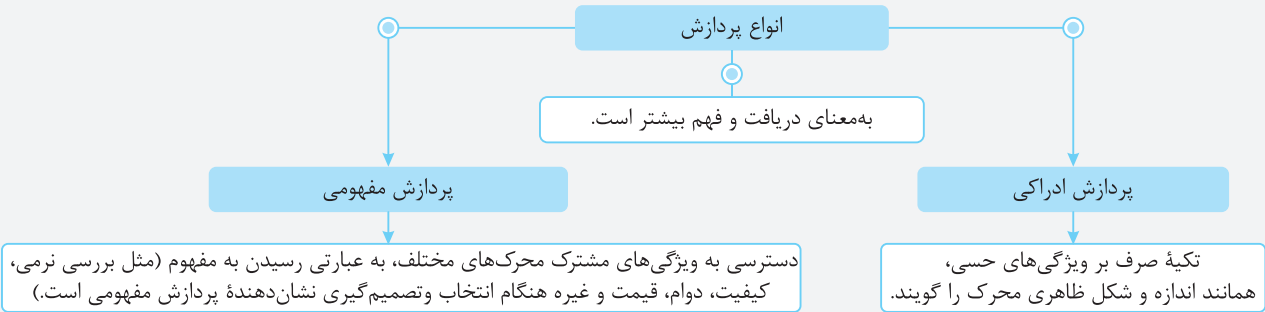 انواع پردازش
به‌معنای دریافت و فهم بیشتر است.
پردازش ادراکی
پردازش مفهومی
تکیهٔ صرف بر ویژگی‌های حسی،
همانند اندازه و شکل ظاهری محرک را گویند.
دسترسی به ویژگی‌های مشترک محرک‌های مختلف، به عبارتی رسیدن به مفهوم (مثل بررسی نرمی،
کیفیت، دوام، قیمت و غیره هنگام انتخاب وتصمیم‌گیری نشان‌دهندهٔ پردازش مفهومی است.)